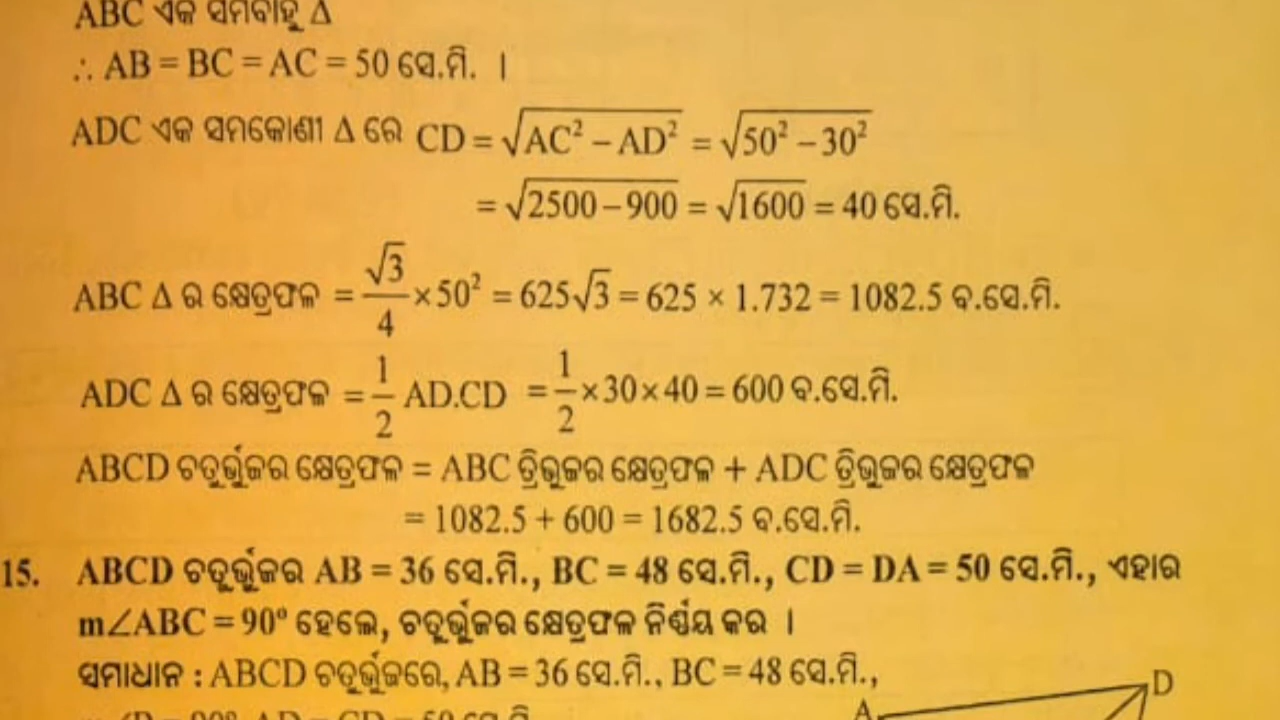 ABC ଏକ ସମବାହୁ Δ
∴ AB = BC = AC = 50 ସେ.ମି. ।
ADC ଏକ ସମକୋଣୀ Δ ରେ CD = √(AC² – AD²) = √(50² – 30²)
= √(2500 – 900) = √1600 = 40 ସେ.ମି.
ABC Δ ର କ୍ଷେତ୍ରଫଳ = √3/4 × 50² = 625√3 = 625 × 1.732 = 1082.5 ବ.ସେ.ମି.
ADC Δ ର କ୍ଷେତ୍ରଫଳ = 1/2 AD.CD = 1/2 × 30 × 40 = 600 ବ.ସେ.ମି.
ABCD ଚତୁର୍ଭୁଜର କ୍ଷେତ୍ରଫଳ = ABC ତ୍ରିଭୁଜର କ୍ଷେତ୍ରଫଳ + ADC ତ୍ରିଭୁଜର କ୍ଷେତ୍ରଫଳ
= 1082.5 + 600 = 1682.5 ବ.ସେ.ମି.
15. ABCD ଚତୁର୍ଭୁଜର AB = 36 ସେ.ମି., BC = 48 ସେ.ମି., CD = DA = 50 ସେ.ମି., ଏହାର
m∠ABC = 90° ହେଲେ, ଚତୁର୍ଭୁଜର କ୍ଷେତ୍ରଫଳ ନିର୍ଣ୍ଣୟ କର ।
ସମାଧାନ : ABCD ଚତୁର୍ଭୁଜରେ, AB = 36 ସେ.ମି., BC = 48 ସେ.ମି.,
D
A